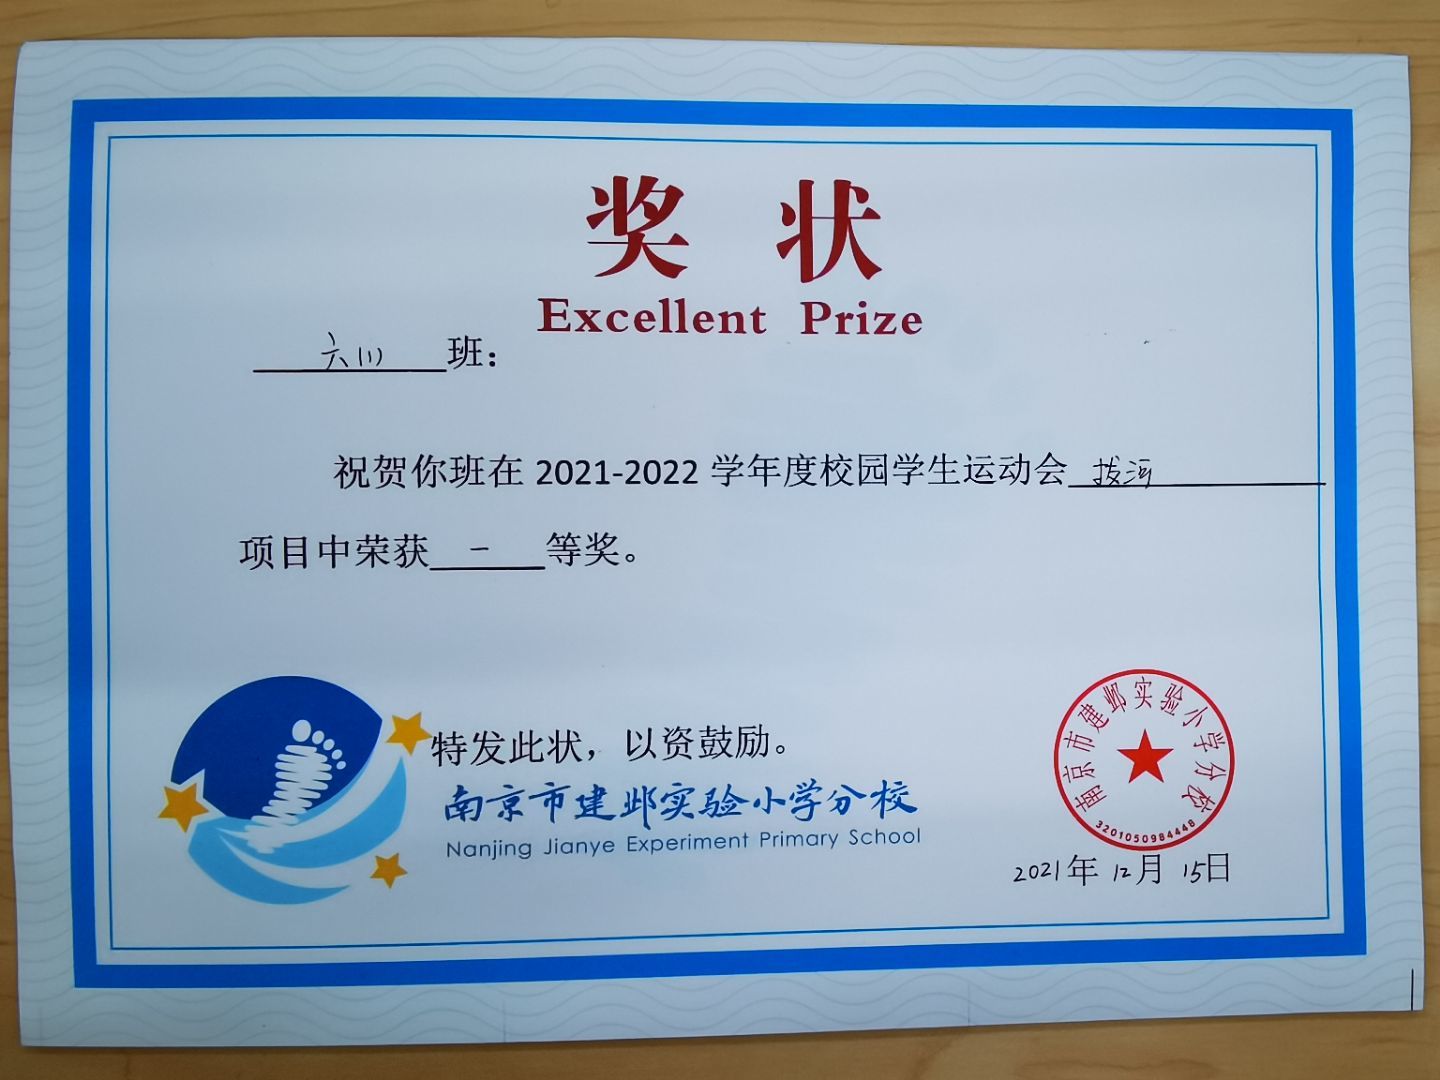 奖 状
Excellent Prize
六(1)班：
祝贺你班在 2021-2022 学年度校园学生运动会 拔河
项目中荣获 一 等奖。
特发此状，以资鼓励。
南京市建邺实验小学分校
Nanjing Jianye Experiment Primary School
南京市建邺实验小学分校
3201050984448
2021年 12月 15日